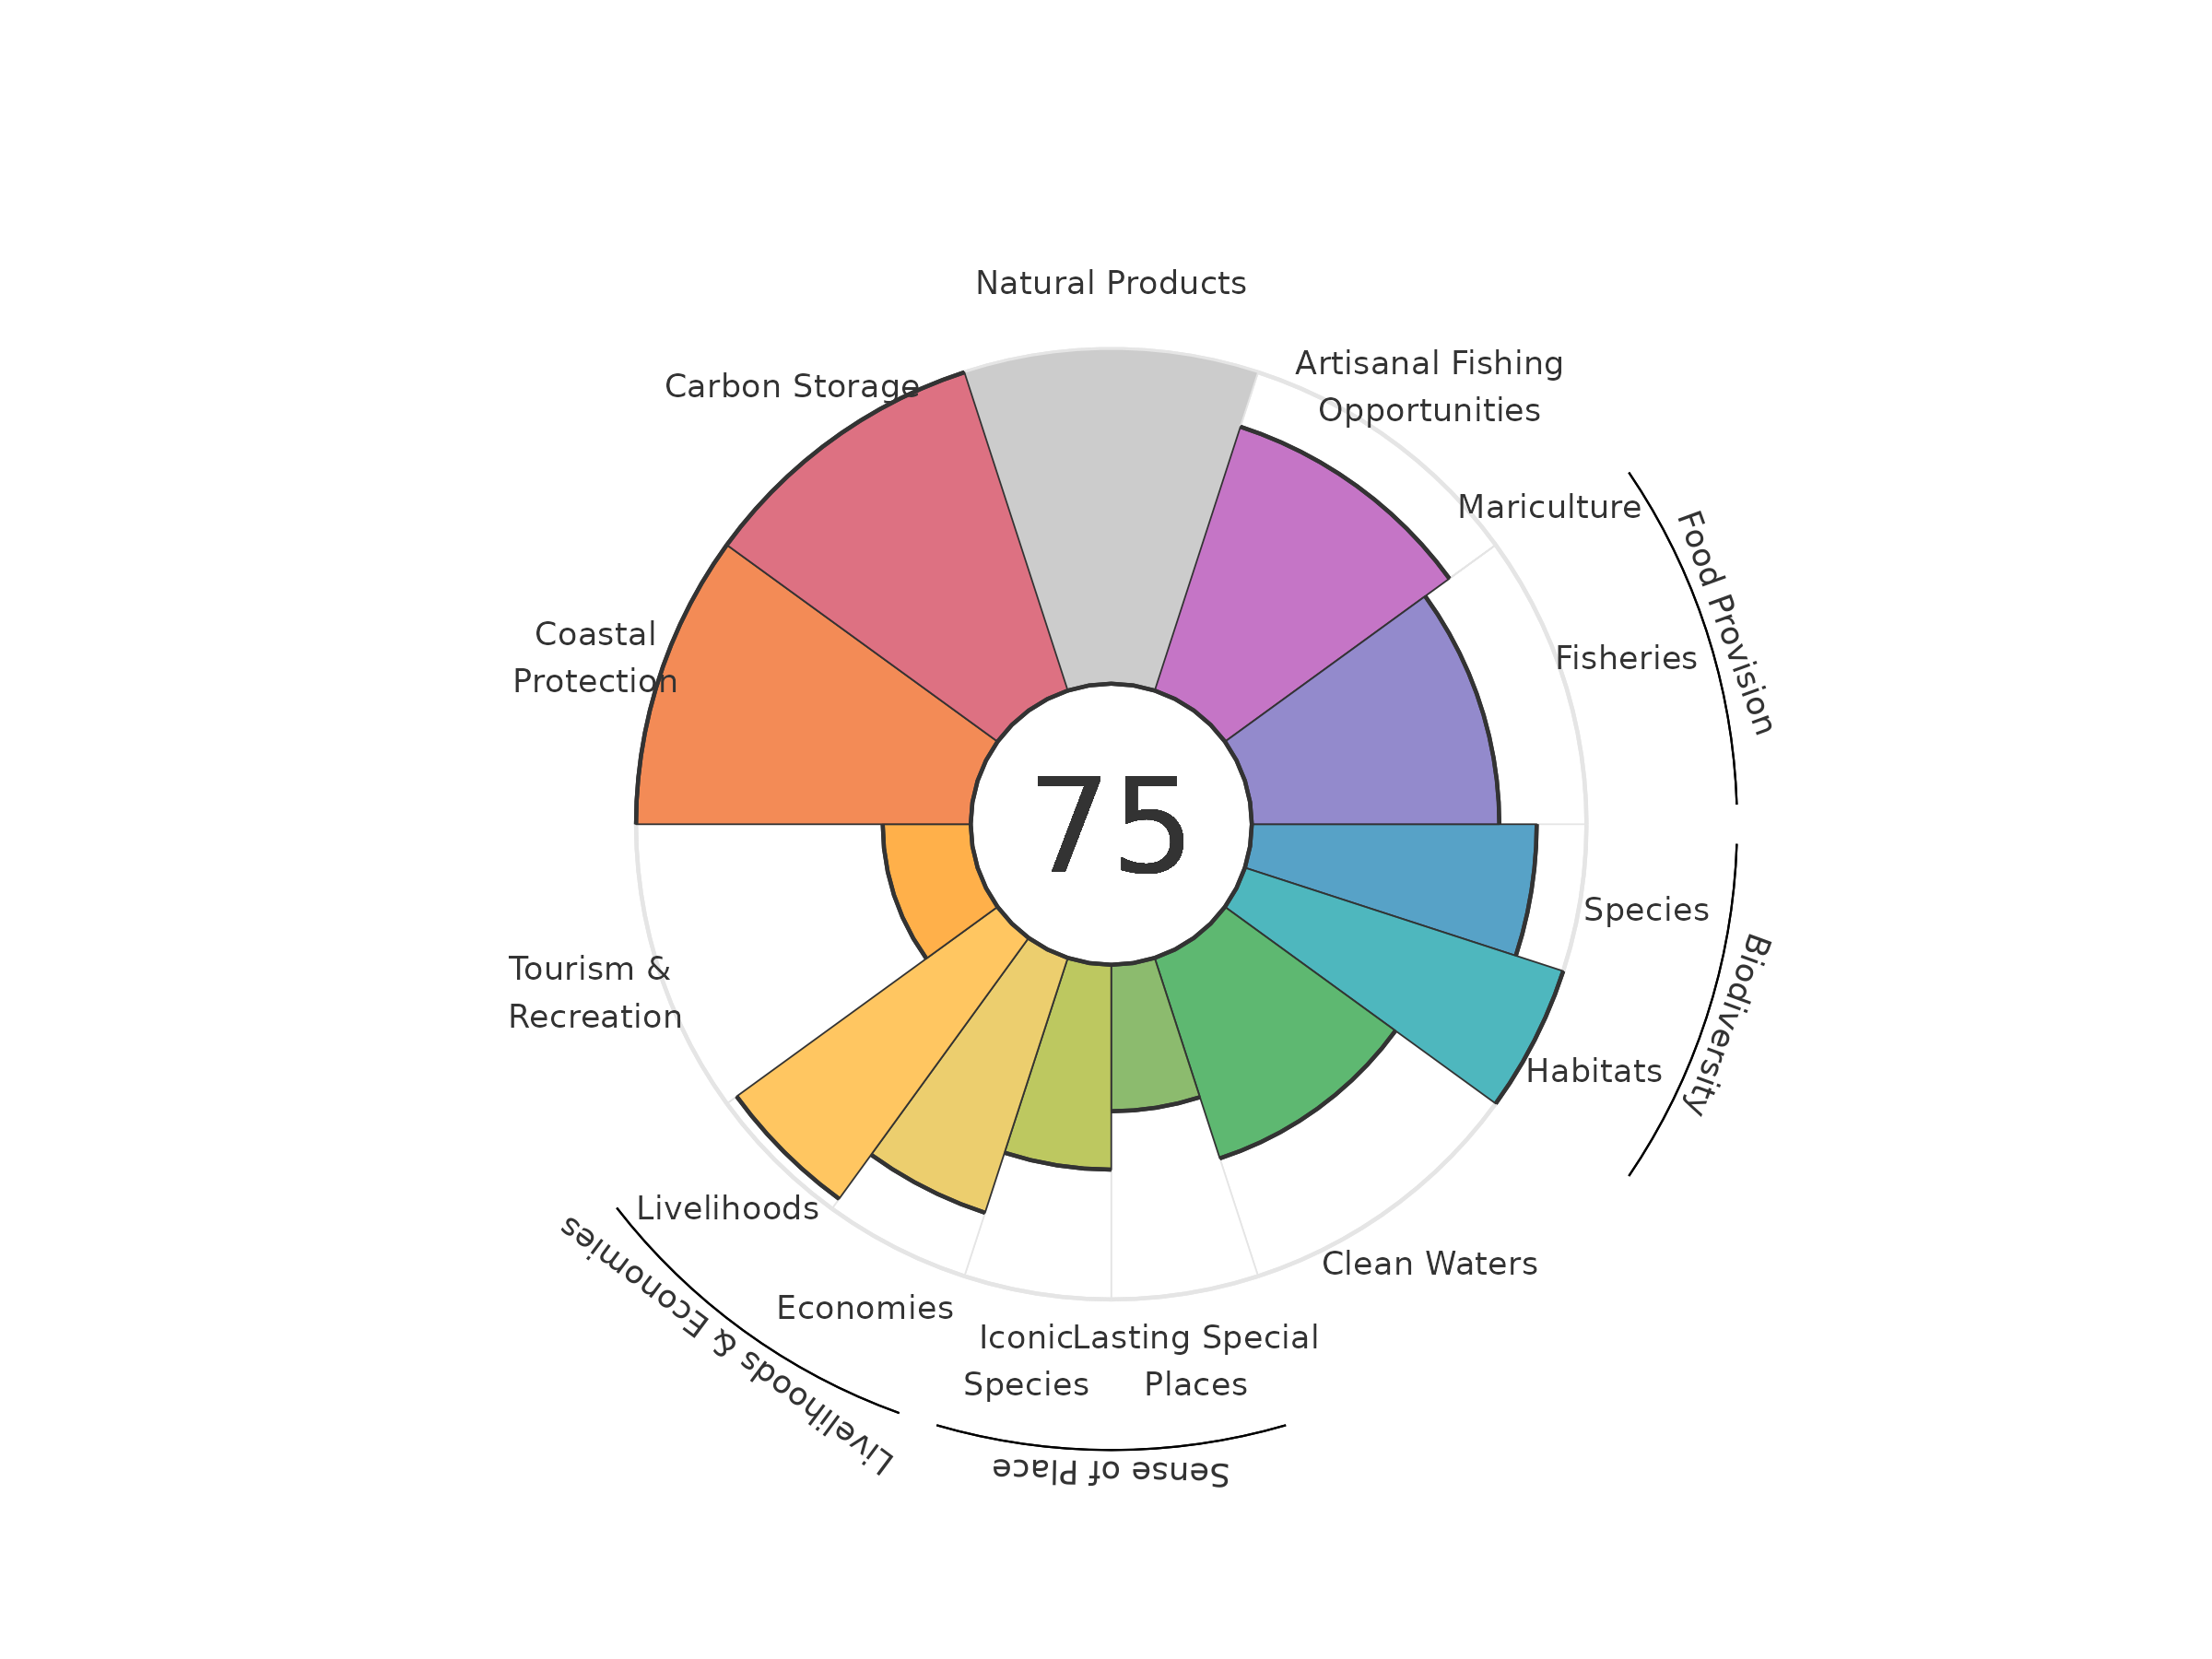 Natural Products
Artisanal Fishing
Opportunities
Carbon Storage
Mariculture
Food Provision
Coastal
Protection
Fisheries
75
Species
Biodiversity
Tourism &
Recreation
Habitats
Livelihoods
Clean Waters
Livelihoods & Economies
Economies
Iconic
Species
Lasting Special
Places
Sense of Place